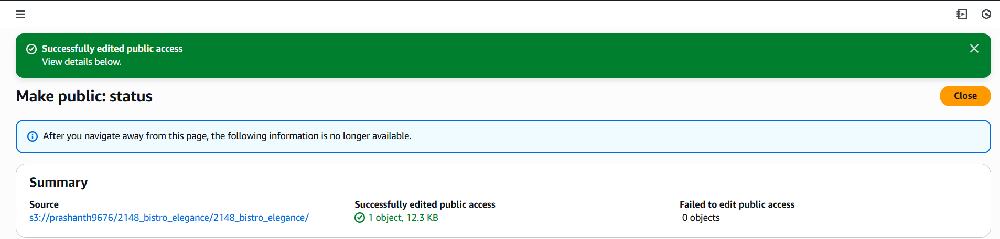 Successfully edited public access
View details below.
Make public: status
Close
After you navigate away from this page, the following information is no longer available.
Summary
Source
s3://prashanth9676/2148_bistro_elegance/2148_bistro_elegance/
Successfully edited public access
1 object, 12.3 KB
Failed to edit public access
0 objects